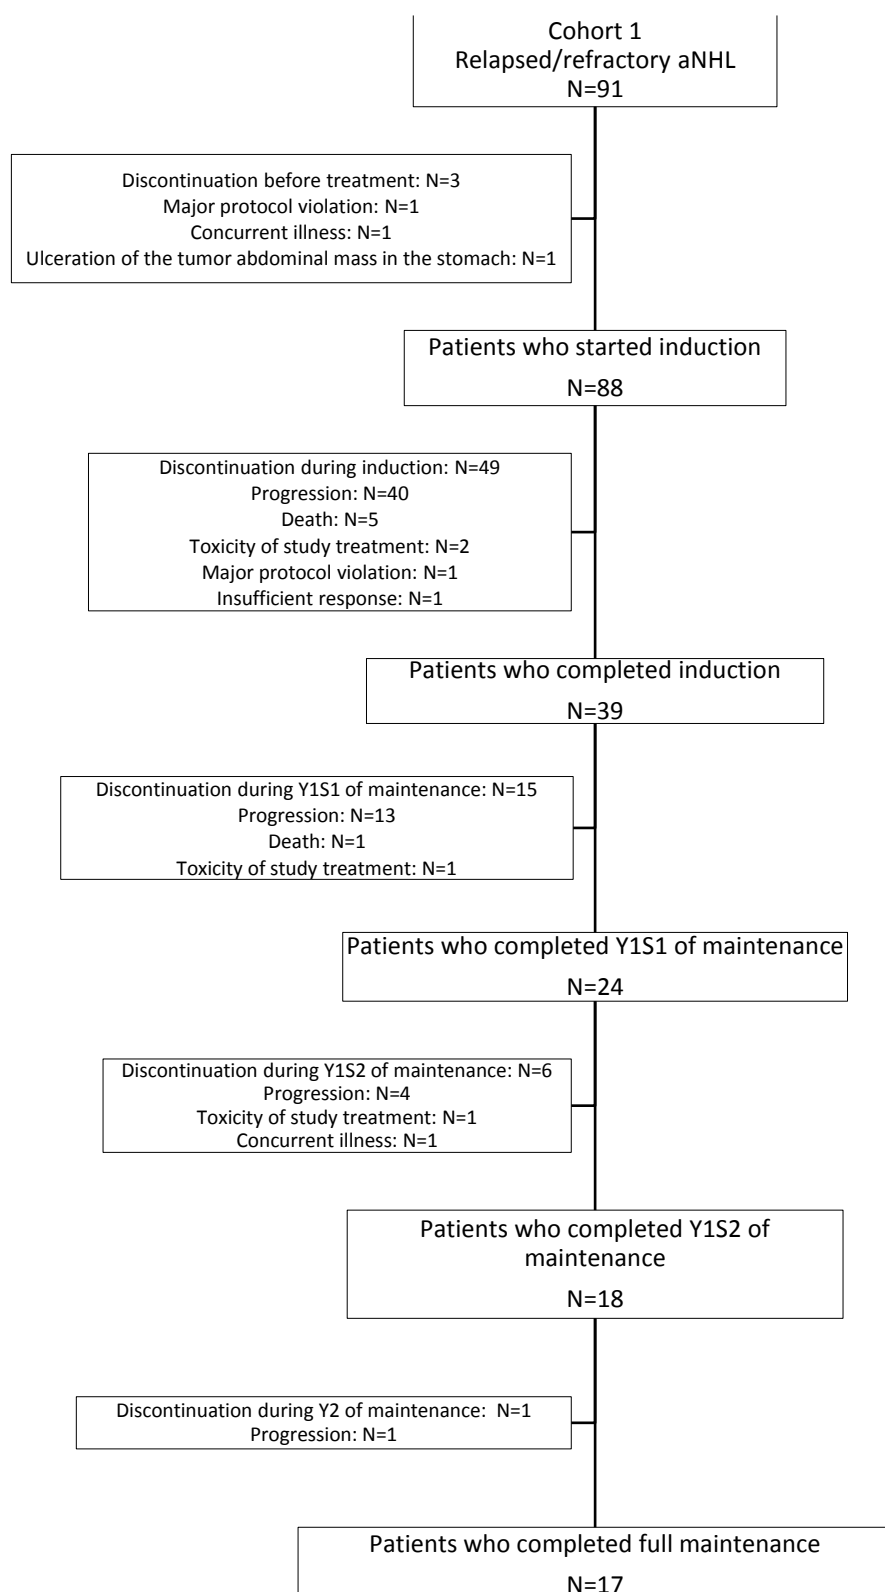 Cohort 1
Relapsed/refractory aNHL
N=91
Discontinuation before treatment: N=3
Major protocol violation: N=1
Concurrent illness: N=1
Ulceration of the tumor abdominal mass in the stomach: N=1
Patients who started induction
N=88
Discontinuation during induction: N=49
Progression: N=40
Death: N=5
Toxicity of study treatment: N=2
Major protocol violation: N=1
Insufficient response: N=1
Patients who completed induction
N=39
Discontinuation during Y1S1 of maintenance: N=15
Progression: N=13
Death: N=1
Toxicity of study treatment: N=1
Patients who completed Y1S1 of maintenance
N=24
Discontinuation during Y1S2 of maintenance: N=6
Progression: N=4
Toxicity of study treatment: N=1
Concurrent illness: N=1
Patients who completed Y1S2 of
maintenance
N=18
Discontinuation during Y2 of maintenance:  N=1
Progression: N=1
Patients who completed full maintenance
N=17